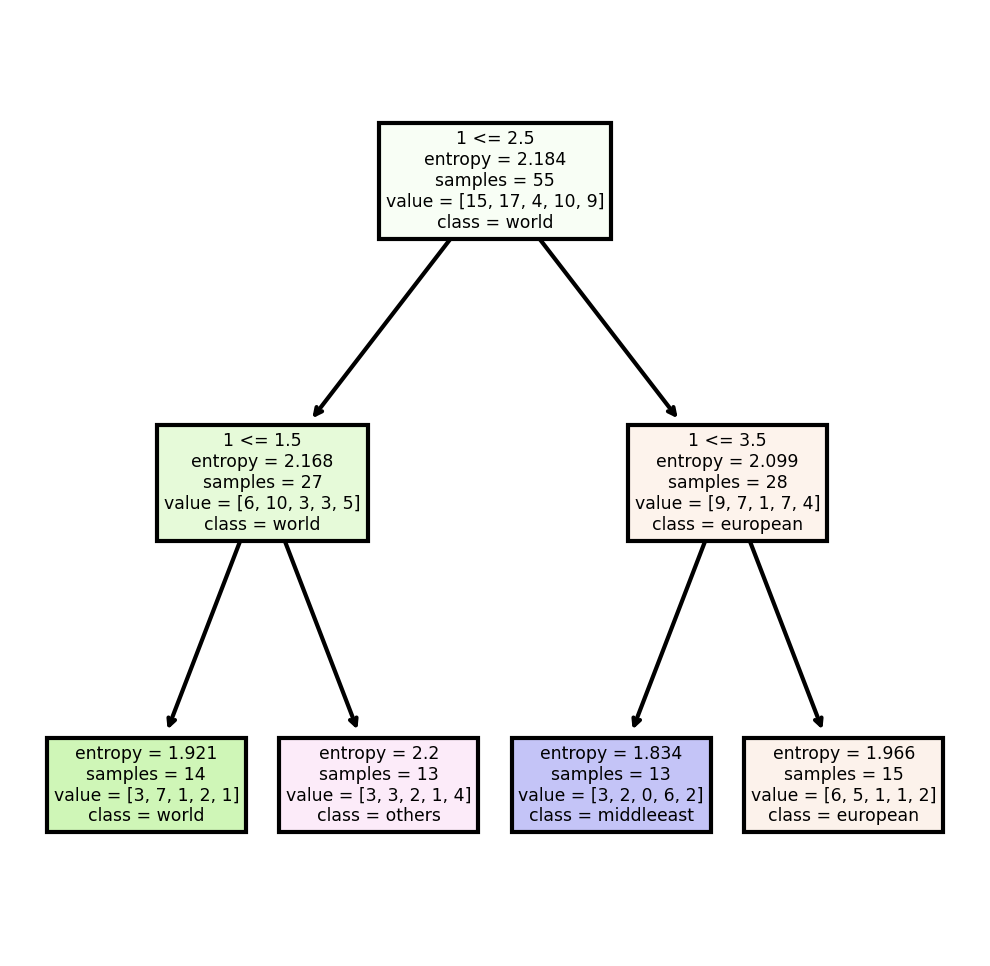 1 <= 2.5
entropy = 2.184
samples = 55
value = [15, 17, 4, 10, 9]
class = world
1 <= 1.5
entropy = 2.168
samples = 27
value = [6, 10, 3, 3, 5]
class = world
1 <= 3.5
entropy = 2.099
samples = 28
value = [9, 7, 1, 7, 4]
class = european
entropy = 1.921
samples = 14
value = [3, 7, 1, 2, 1]
class = world
entropy = 2.2
samples = 13
value = [3, 3, 2, 1, 4]
class = others
entropy = 1.834
samples = 13
value = [3, 2, 0, 6, 2]
class = middleeast
entropy = 1.966
samples = 15
value = [6, 5, 1, 1, 2]
class = european